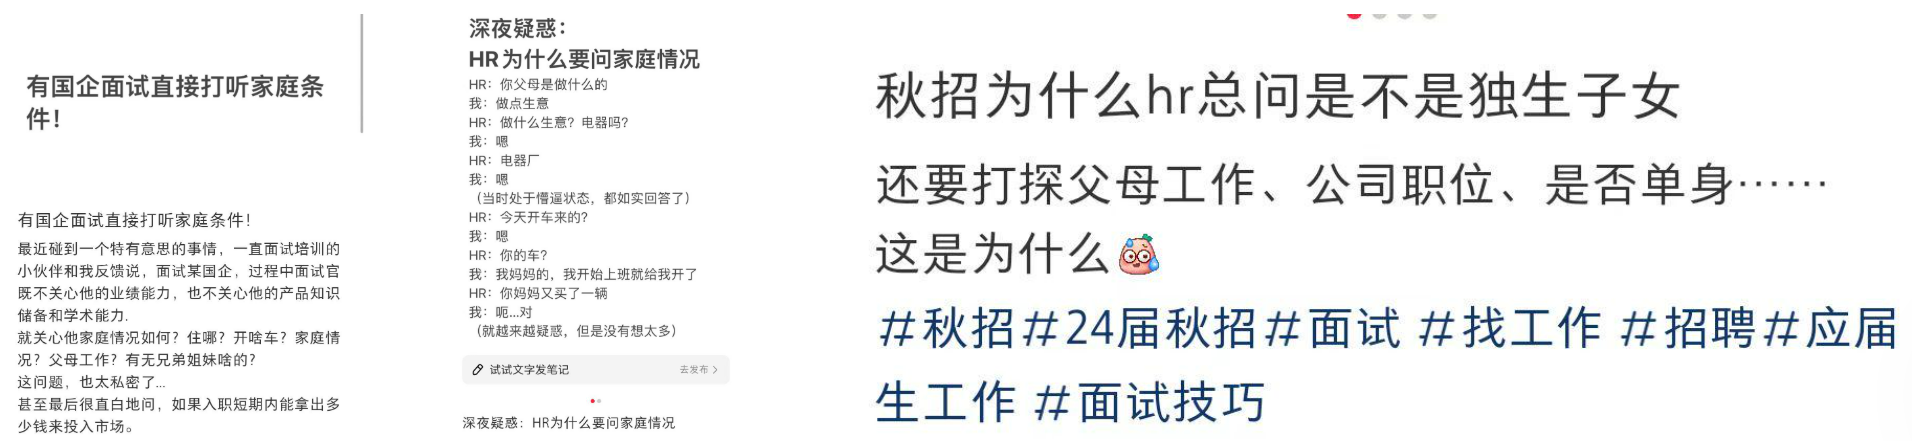 有国企面试直接打听家庭条
件！
有国企面试直接打听家庭条件！
最近碰到一个特有意思的事情，一直面试培训的
小伙伴和我反馈说，面试某国企，过程中面试官
既不关心他的业绩能力，也不关心他的产品知识
储备和学术能力.
就关心他家庭情况如何？住哪？开啥车？家庭情
况？父母工作？有无兄弟姐妹啥的？
这问题，也太私密了...
甚至最后很直白地问，如果入职短期内能拿出多
少钱来投入市场。
深夜疑惑：
HR为什么要问家庭情况
HR：你父母是做什么的
我：做点生意
HR：做什么生意？电器吗？
我：嗯
HR：电器厂
我：嗯
（当时处于懵逼状态，都如实回答了）
HR：今天开车来的？
我：嗯
HR：你的车？
我：我妈妈的，我开始上班就给我开了
HR：你妈妈又买了一辆
我：呃...对
（就越来越疑惑，但是没有想太多）
试试文字发笔记 去发布 >
深夜疑惑：HR为什么要问家庭情况
秋招为什么hr总问是不是独生子女
还要打探父母工作、公司职位、是否单身……
这是为什么
#秋招#24届秋招#面试 #找工作 #招聘#应届
生工作 #面试技巧